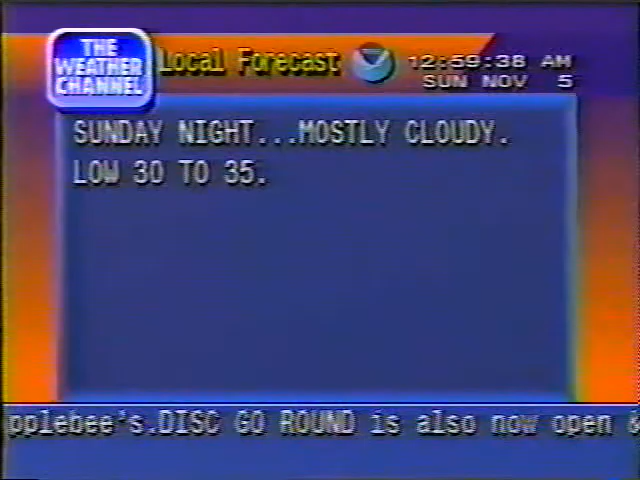 THE
WEATHER
CHANNEL
Local Forecast
12:59:38 AM
SUN NOV 5
SUNDAY NIGHT...MOSTLY CLOUDY.
LOW 30 TO 35.
pplebee's.DISC GO ROUND is also now open &